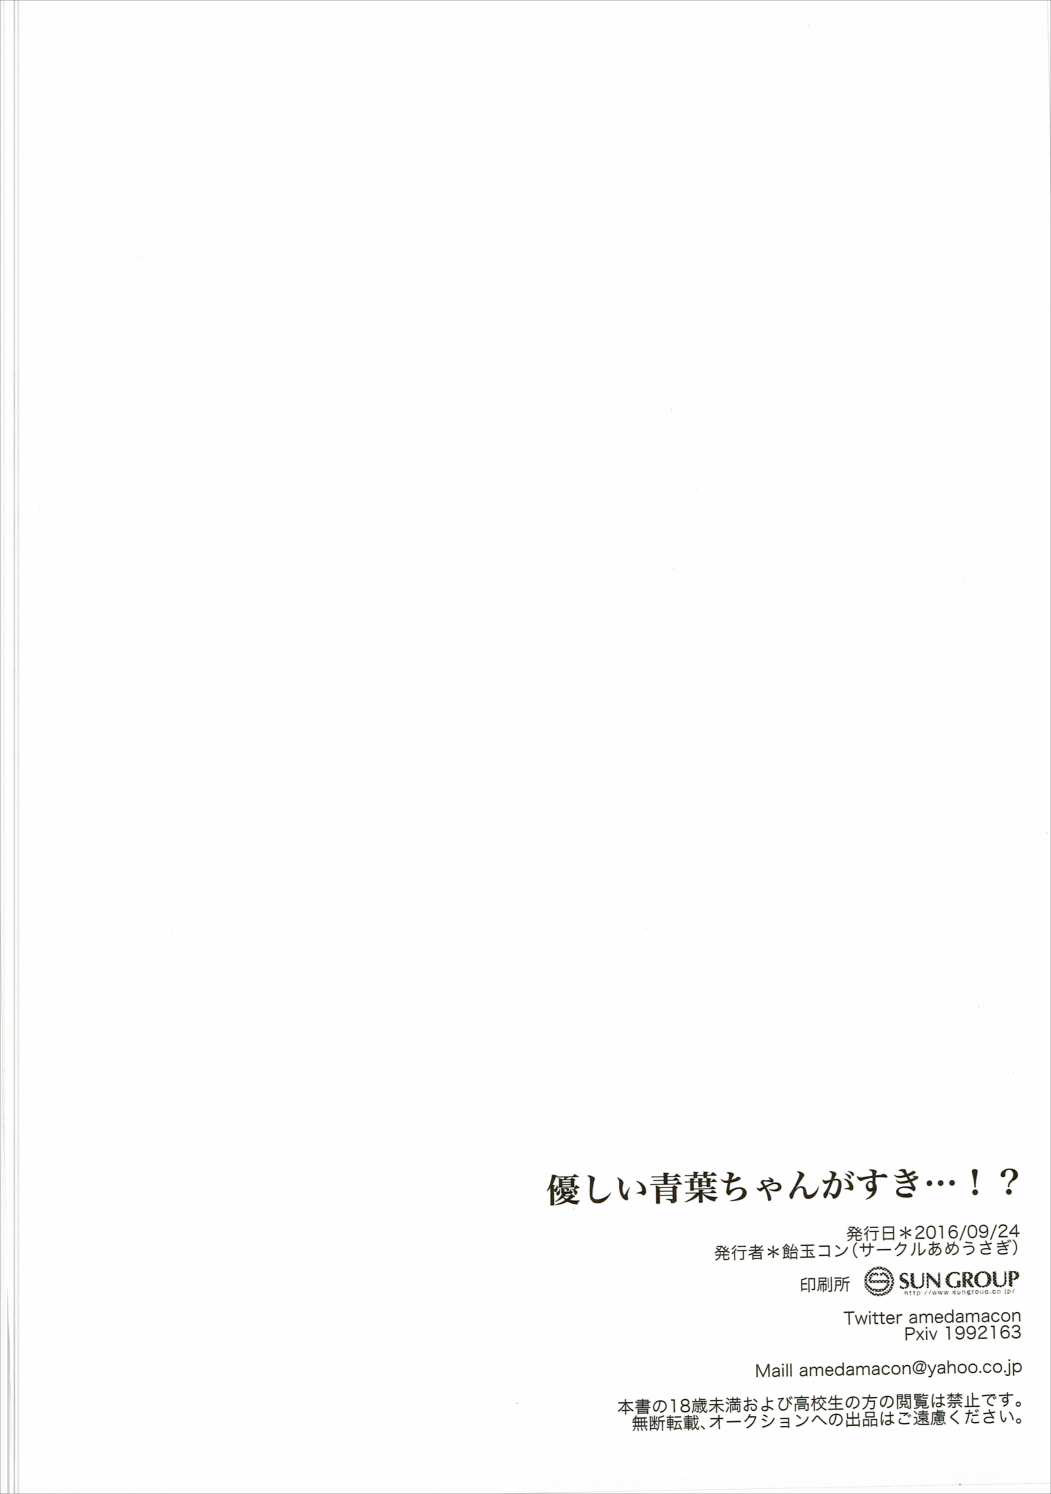 優しい青葉ちゃんがすき…！？
発行日＊2016/09/24
発行者＊飴玉コン(サークルあめうさぎ)
印刷所 SUN GROUP
http://www.sungroup.co.jp/
Twitter amedamacon
Pxiv 1992163
Maill amedamacon@yahoo.co.jp
本書の18歳未満および高校生の方の閲覧は禁止です。
無断転載、オークションへの出品はご遠慮ください。